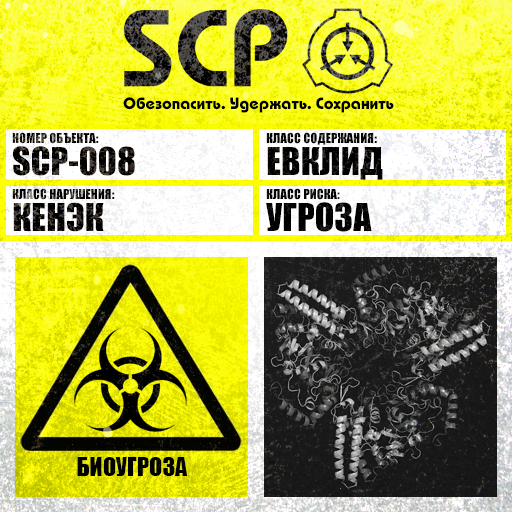 SCP
Обезопасить. Удержать. Сохранить
НОМЕР ОБЪЕКТА:
SCP-008
КЛАСС СОДЕРЖАНИЯ:
ЕВКЛИД
КЛАСС НАРУШЕНИЯ:
КЕНЭК
КЛАСС РИСКА:
УГРОЗА
БИОУГРОЗА